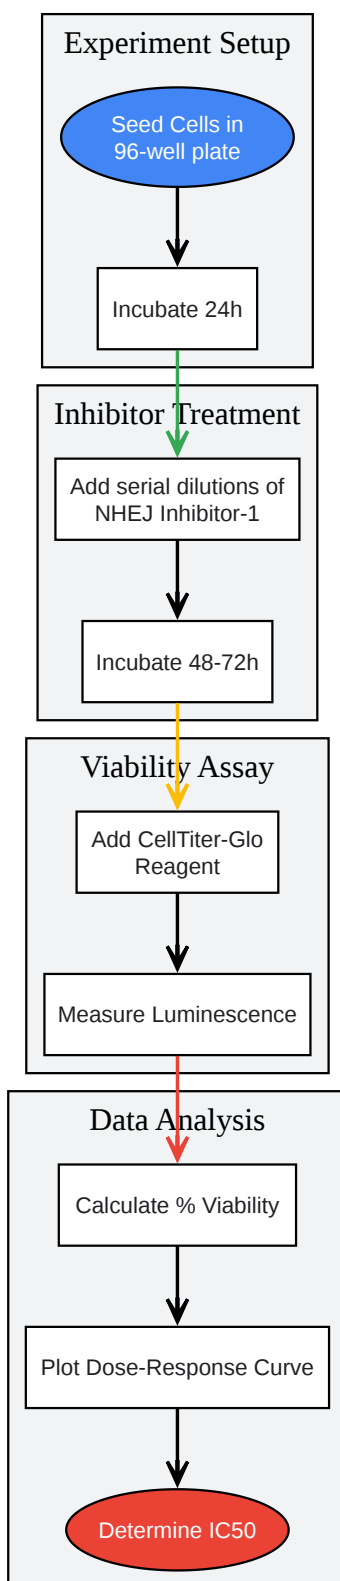 Experiment Setup
Seed Cells in
96-well plate
Incubate 24h
Inhibitor Treatment
Add serial dilutions of
NHEJ Inhibitor-1
Incubate 48-72h
Viability Assay
Add CellTiter-Glo
Reagent
Measure Luminescence
Data Analysis
Calculate % Viability
Plot Dose-Response Curve
Determine IC50